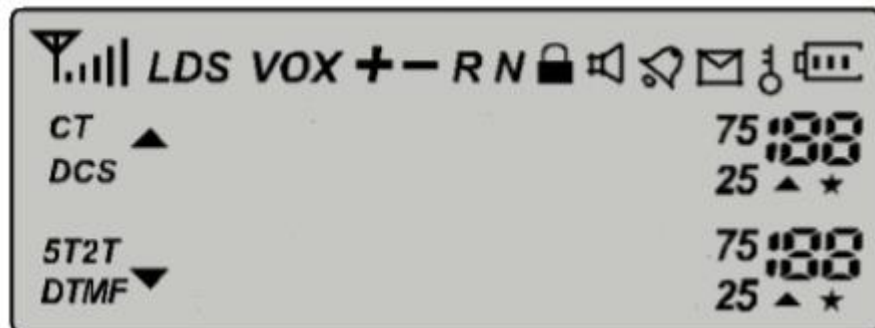 LDS VOX + - R N
CT
DCS
75 188
25
5T2T
DTMF
75 188
25